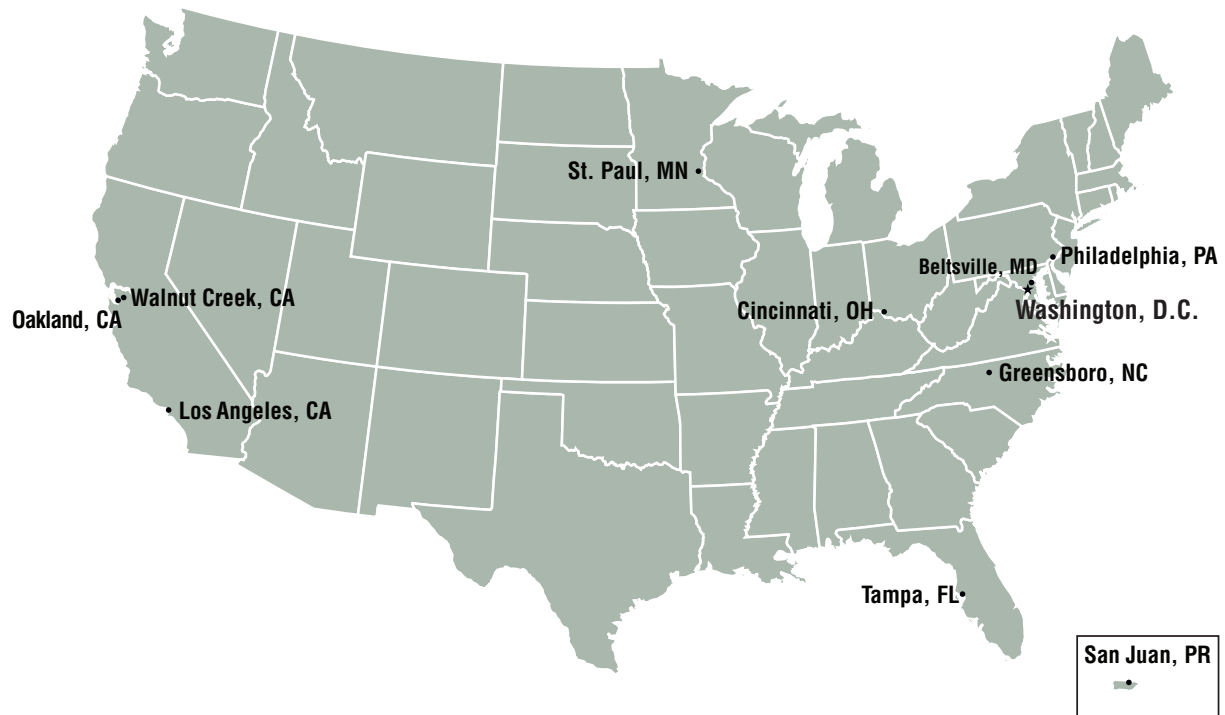 St. Paul, MN
Philadelphia, PA
Beltsville, MD
Walnut Creek, CA
Oakland, CA
Cincinnati, OH
Washington, D.C.
Greensboro, NC
Los Angeles, CA
Tampa, FL
San Juan, PR